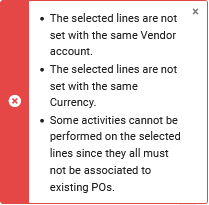 • The selected lines are not
set with the same Vendor
account.
• The selected lines are not
set with the same
Currency.
• Some activities cannot be
performed on the selected
lines since they all must
not be associated to
existing POs.